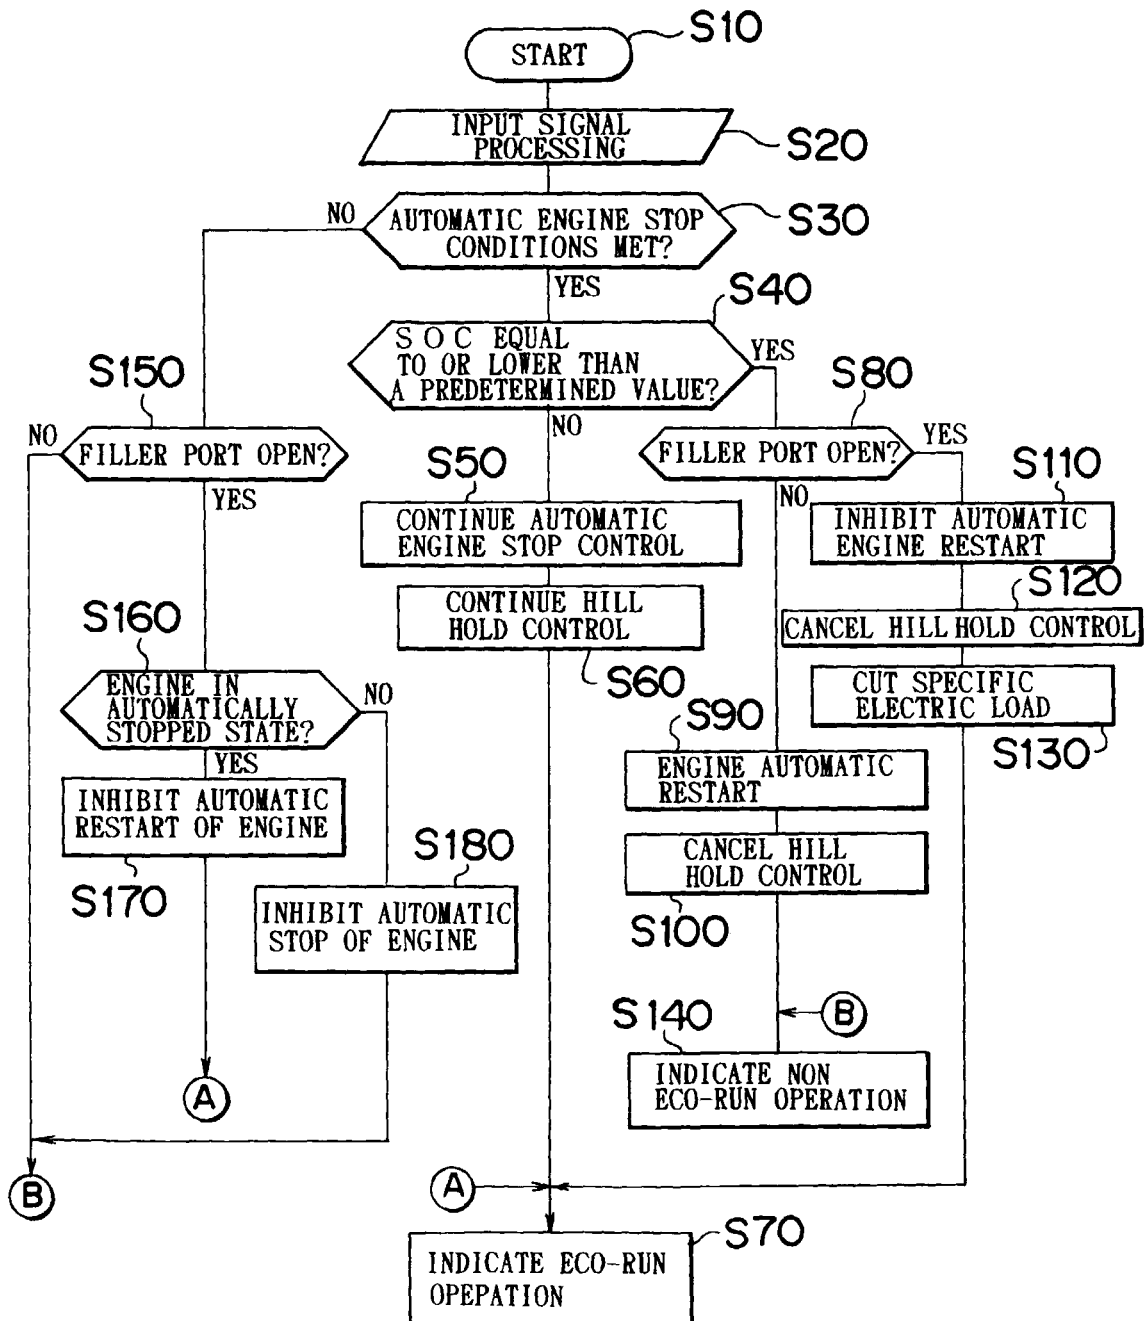 S10
START
INPUT SIGNAL
PROCESSING
S20
S30
NO
AUTOMATIC ENGINE STOP
CONDITIONS MET?
YES
S40
SOC EQUAL
TO OR LOWER THAN
A PREDETERMINED VALUE?
YES
NO
S150
NO
FILLER PORT OPEN?
YES
S80
FILLER PORT OPEN?
YES
NO
S50
CONTINUE AUTOMATIC
ENGINE STOP CONTROL
S110
INHIBIT AUTOMATIC
ENGINE RESTART
CONTINUE HILL
HOLD CONTROL
S60
S120
CANCEL HILL HOLD CONTROL
CUT SPECIFIC
ELECTRIC LOAD
S130
S160
ENGINE IN
AUTOMATICALLY
STOPPED STATE?
NO
YES
S90
ENGINE AUTOMATIC
RESTART
INHIBIT AUTOMATIC
RESTART OF ENGINE
S170
CANCEL HILL
HOLD CONTROL
S100
S180
INHIBIT AUTOMATIC
STOP OF ENGINE
B
S140
INDICATE NON
ECO-RUN OPERATION
A
B
A
S70
INDICATE ECO-RUN
OPEPATION